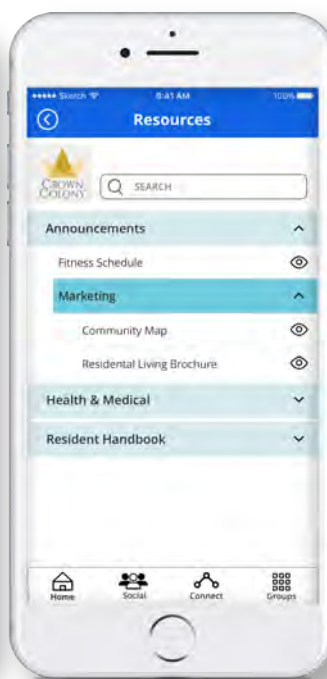 Sketch 9:41 AM 100%
Resources
CROWN
COLONY
SEARCH
Announcements
Fitness Schedule
Marketing
Community Map
Residental Living Brochure
Health & Medical
Resident Handbook
Home Social Connect Groups